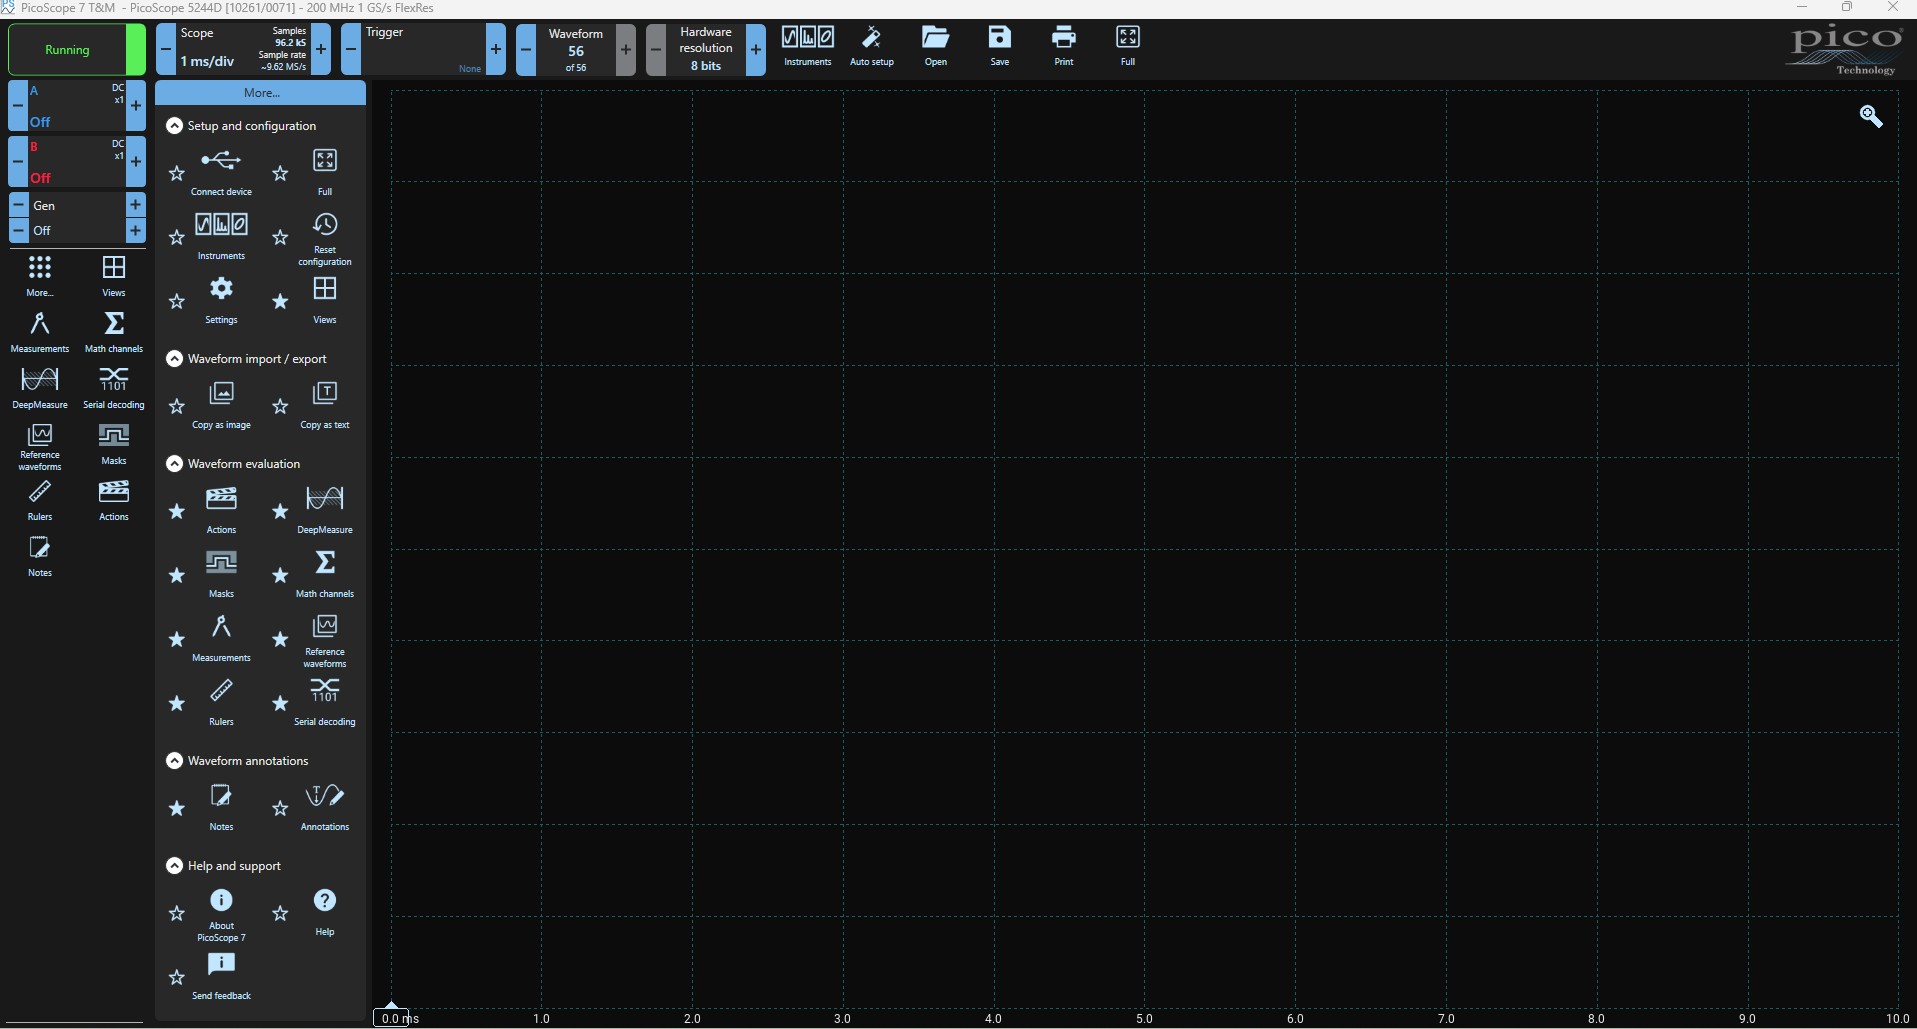 PicoScope 7 T&M - PicoScope 5244D [10261/0071] - 200 MHz 1 GS/s FlexRes
Running
Scope
1 ms/div
Samples
96.2 kS
Sample rate
~9.62 MS/s
Trigger
None
Waveform
56
of 56
Hardware
resolution
8 bits
Instruments
Auto setup
Open
Save
Print
Full
pico
Technology
A
DC
x1
Off
B
DC
x1
Off
Gen
Off
More...
Views
Measurements
Math channels
DeepMeasure
1101
Serial decoding
Reference
waveforms
Masks
Rulers
Actions
Notes
More...
Setup and configuration
Connect device
Full
Instruments
Reset
configuration
Settings
Views
Waveform import / export
Copy as image
T
Copy as text
Waveform evaluation
Actions
DeepMeasure
Masks
Math channels
Measurements
Reference
waveforms
Rulers
1101
Serial decoding
Waveform annotations
Notes
T
Annotations
Help and support
About
PicoScope 7
Help
Send feedback
0.0 ms 1.0 2.0 3.0 4.0 5.0 6.0 7.0 8.0 9.0 10.0